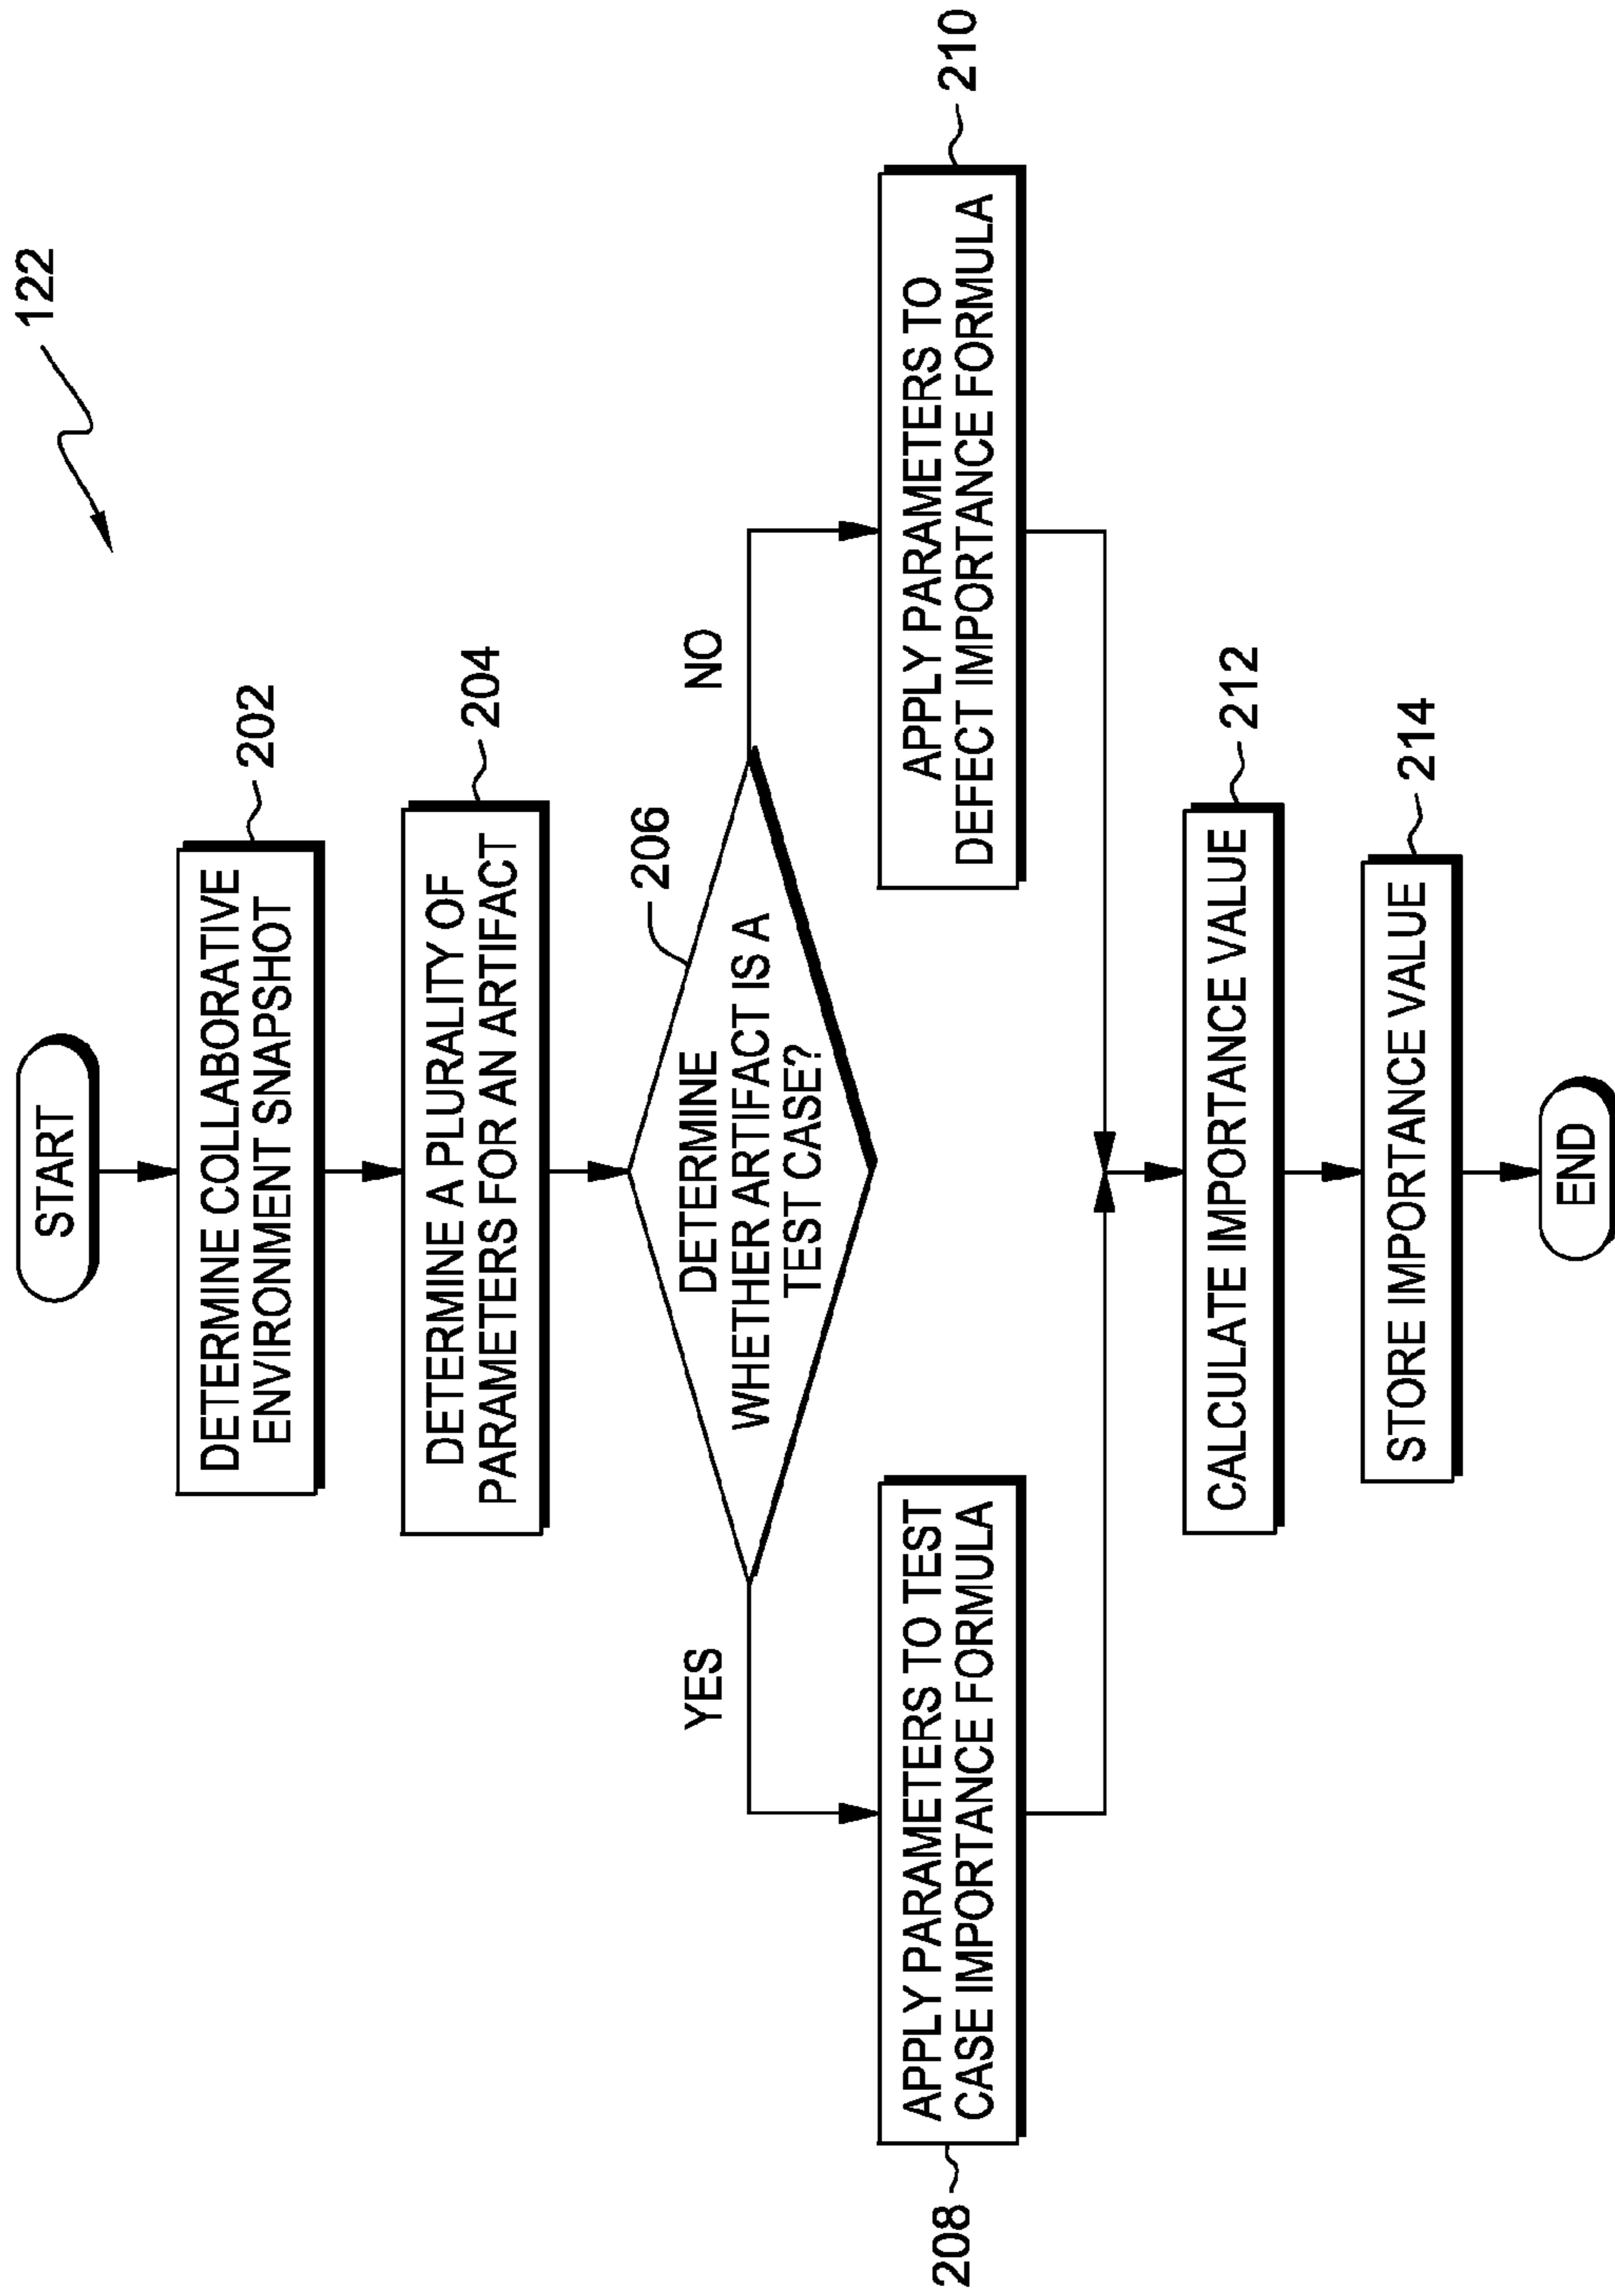 122
START
DETERMINE COLLABORATIVE
ENVIRONMENT SNAPSHOT
202
DETERMINE A PLURALITY OF
PARAMETERS FOR AN ARTIFACT
204
DETERMINE
WHETHER ARTIFACT IS A
TEST CASE?
206
YES
NO
APPLY PARAMETERS TO TEST
CASE IMPORTANCE FORMULA
208
APPLY PARAMETERS TO
DEFECT IMPORTANCE FORMULA
210
CALCULATE IMPORTANCE VALUE
212
STORE IMPORTANCE VALUE
214
END